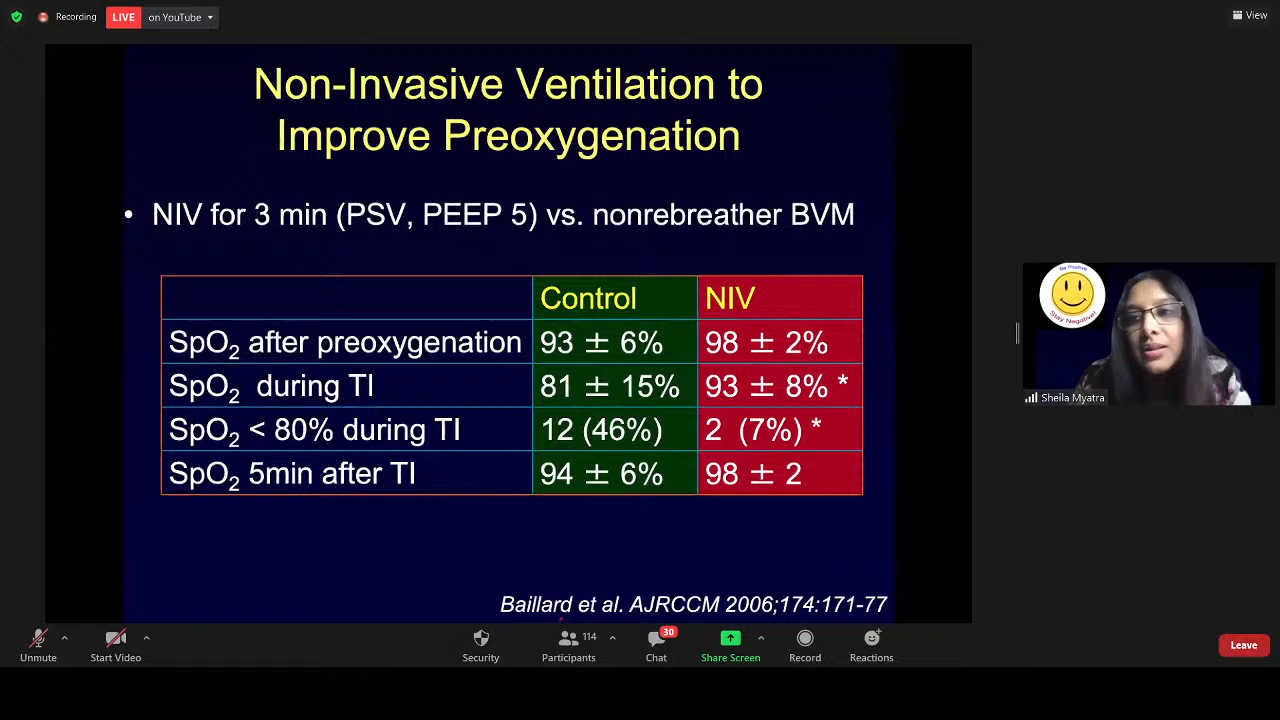 Recording
LIVE on YouTube
View
Non-Invasive Ventilation to
Improve Preoxygenation
• NIV for 3 min (PSV, PEEP 5) vs. nonrebreather BVM
Control NIV
SpO₂ after preoxygenation 93 ± 6% 98 ± 2%
SpO₂ during TI 81 ± 15% 93 ± 8% *
SpO₂ < 80% during TI 12 (46%) 2 (7%) *
SpO₂ 5min after TI 94 ± 6% 98 ± 2
Baillard et al. AJRCCM 2006;174:171-77
Be Positive
Stay Negative!
Sheila Myatra
Unmute
Start Video
Security
Participants 114
Chat 30
Share Screen
Record
Reactions
Leave